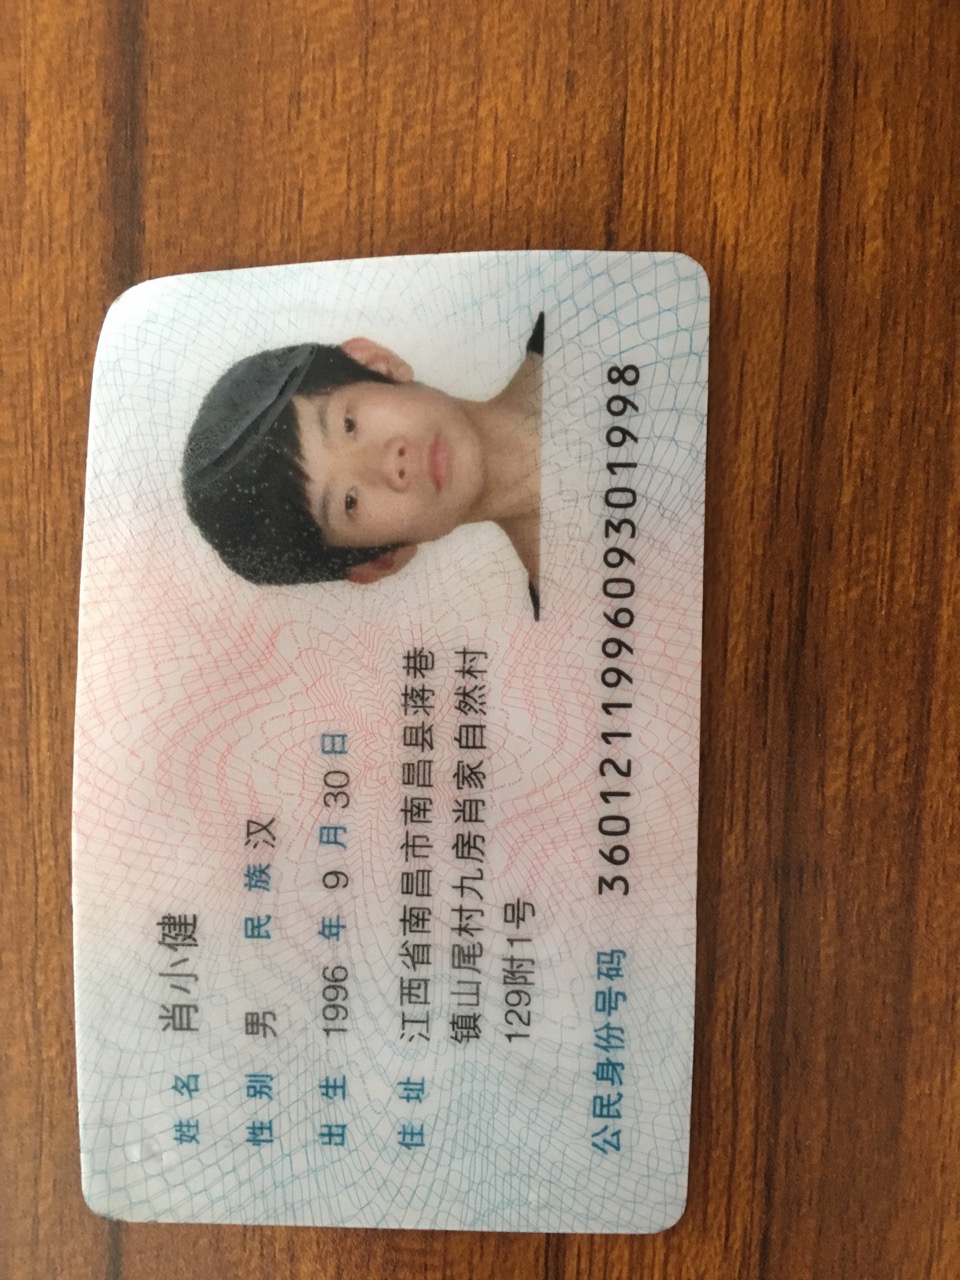 姓名 肖小健
性别 男 民族 汉
出生 1996 年 9 月 30 日
住址 江西省南昌市南昌县蒋巷
镇山尾村九房肖家自然村
129附1号
公民身份号码 360121199609301998